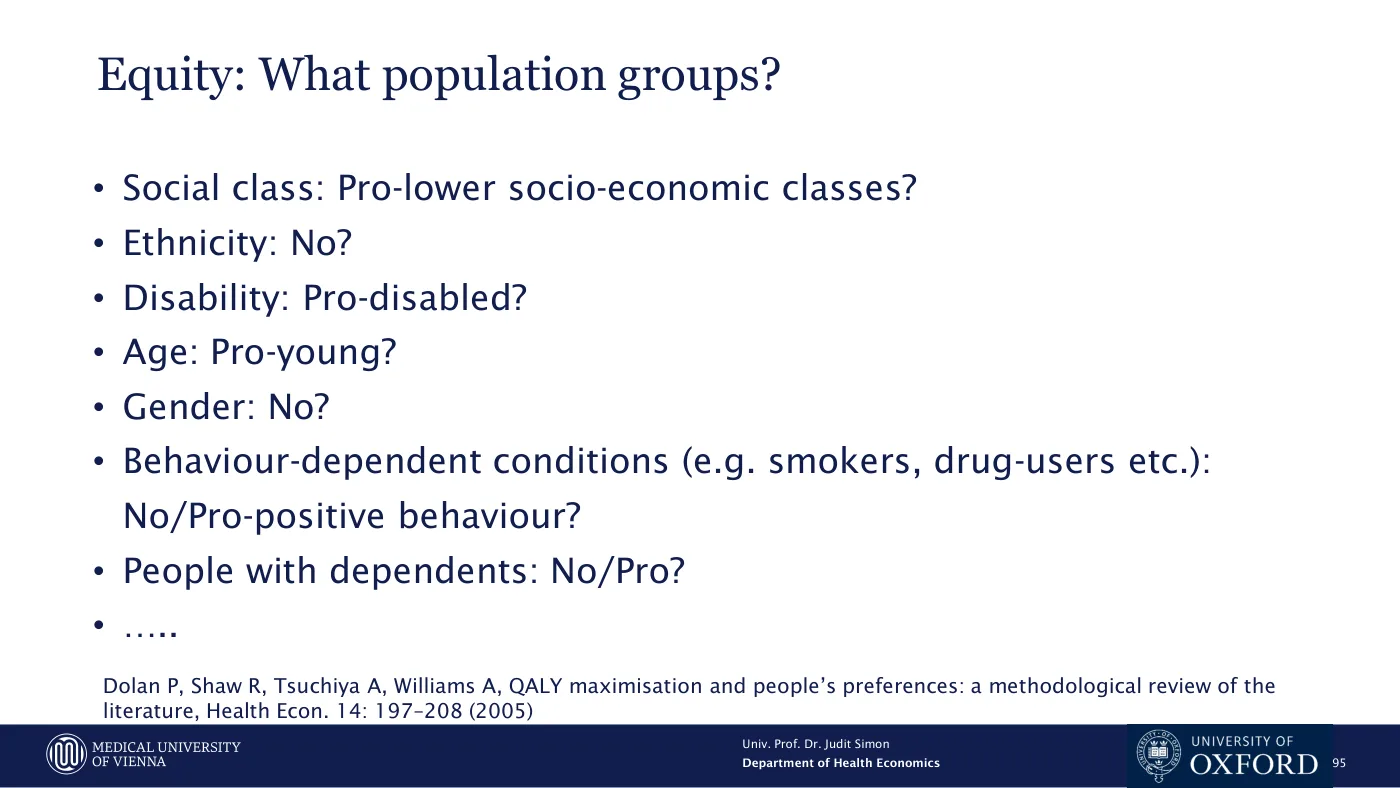 Equity: What population groups?
• Social class: Pro-lower socio-economic classes?
• Ethnicity: No?
• Disability: Pro-disabled?
• Age: Pro-young?
• Gender: No?
• Behaviour-dependent conditions (e.g. smokers, drug-users etc.):
No/Pro-positive behaviour?
• People with dependents: No/Pro?
• …..
Dolan P, Shaw R, Tsuchiya A, Williams A, QALY maximisation and people’s preferences: a methodological review of the
literature, Health Econ. 14: 197–208 (2005)
MEDICAL UNIVERSITY
OF VIENNA
Univ. Prof. Dr. Judit Simon
Department of Health Economics
UNIVERSITY OF
OXFORD
95